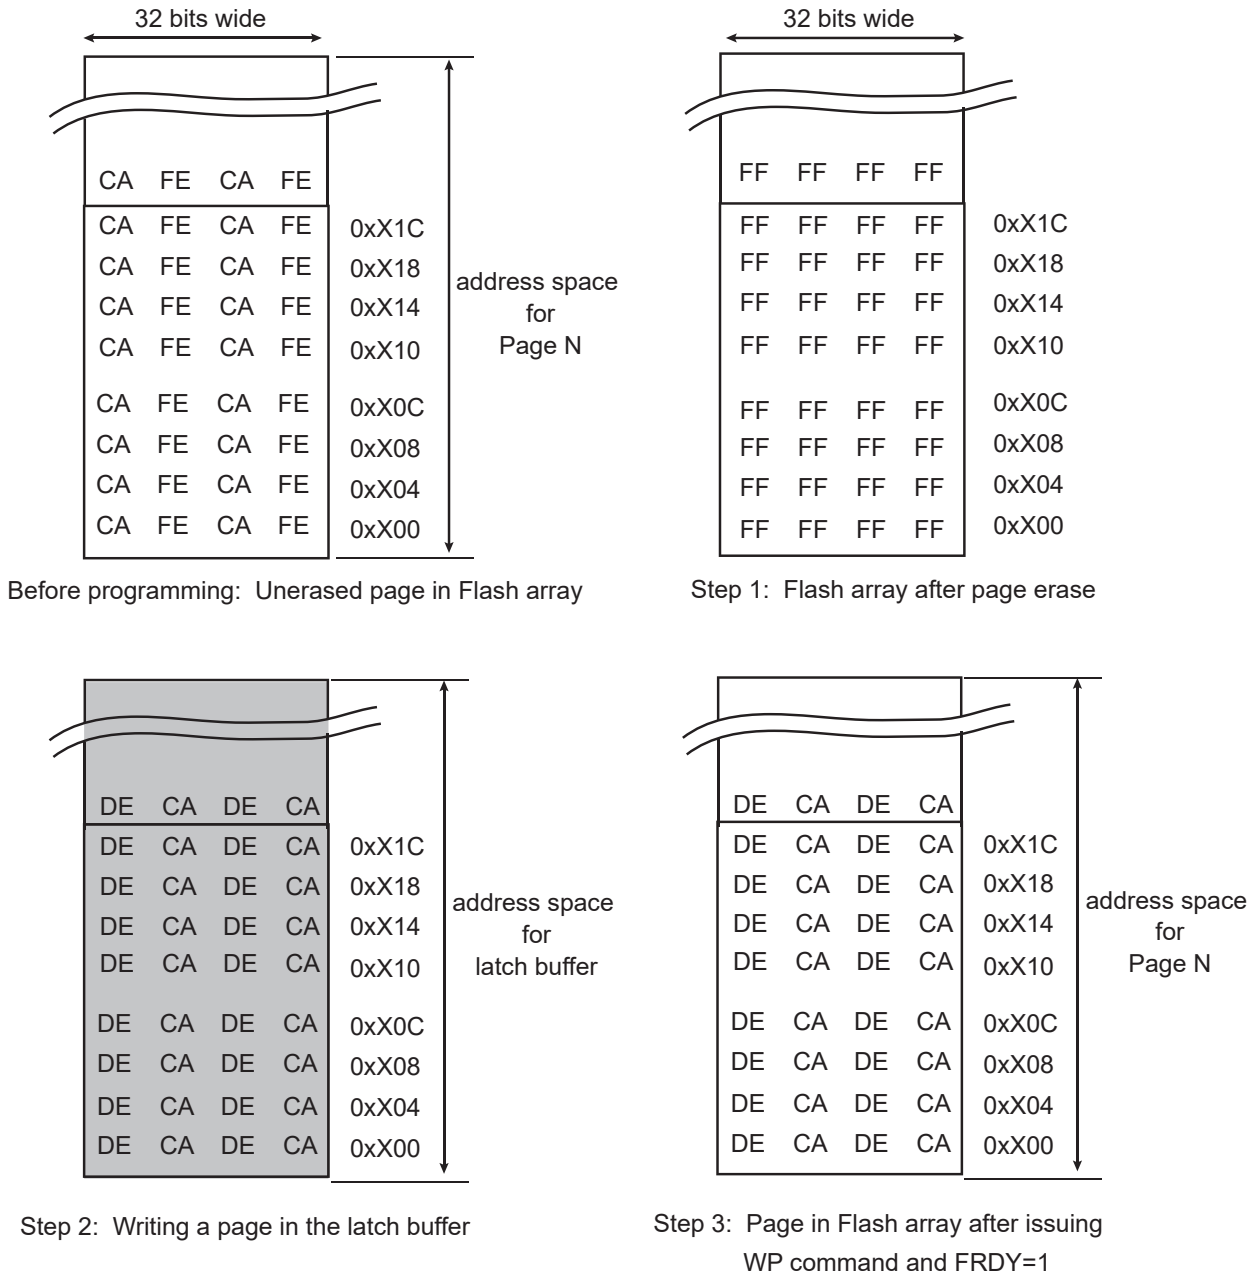 32 bits wide
CA FE CA FE
CA FE CA FE 0xX1C
CA FE CA FE 0xX18
CA FE CA FE 0xX14
CA FE CA FE 0xX10
CA FE CA FE 0xX0C
CA FE CA FE 0xX08
CA FE CA FE 0xX04
CA FE CA FE 0xX00
address space
for
Page N
Before programming: Unerased page in Flash array
32 bits wide
FF FF FF FF
FF FF FF FF 0xX1C
FF FF FF FF 0xX18
FF FF FF FF 0xX14
FF FF FF FF 0xX10
FF FF FF FF 0xX0C
FF FF FF FF 0xX08
FF FF FF FF 0xX04
FF FF FF FF 0xX00
Step 1: Flash array after page erase
DE CA DE CA
DE CA DE CA 0xX1C
DE CA DE CA 0xX18
DE CA DE CA 0xX14
DE CA DE CA 0xX10
DE CA DE CA 0xX0C
DE CA DE CA 0xX08
DE CA DE CA 0xX04
DE CA DE CA 0xX00
address space
for
latch buffer
Step 2: Writing a page in the latch buffer
DE CA DE CA
DE CA DE CA 0xX1C
DE CA DE CA 0xX18
DE CA DE CA 0xX14
DE CA DE CA 0xX10
DE CA DE CA 0xX0C
DE CA DE CA 0xX08
DE CA DE CA 0xX04
DE CA DE CA 0xX00
address space
for
Page N
Step 3: Page in Flash array after issuing
WP command and FRDY=1